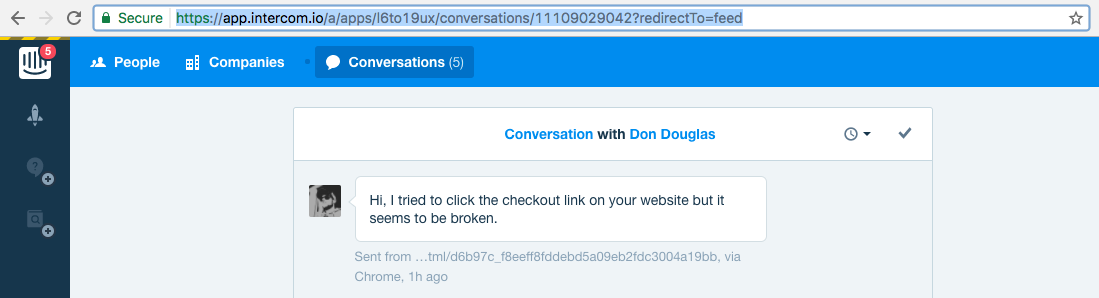 Secure https://app.intercom.io/a/apps/l6to19ux/conversations/11109029042?redirectTo=feed
5
People Companies Conversations (5)
Conversation with Don Douglas
Hi, I tried to click the checkout link on your website but it
seems to be broken.
Sent from …tml/d6b97c_f8eeff8fddebd5a09eb2fdc3004a19bb, via
Chrome, 1h ago